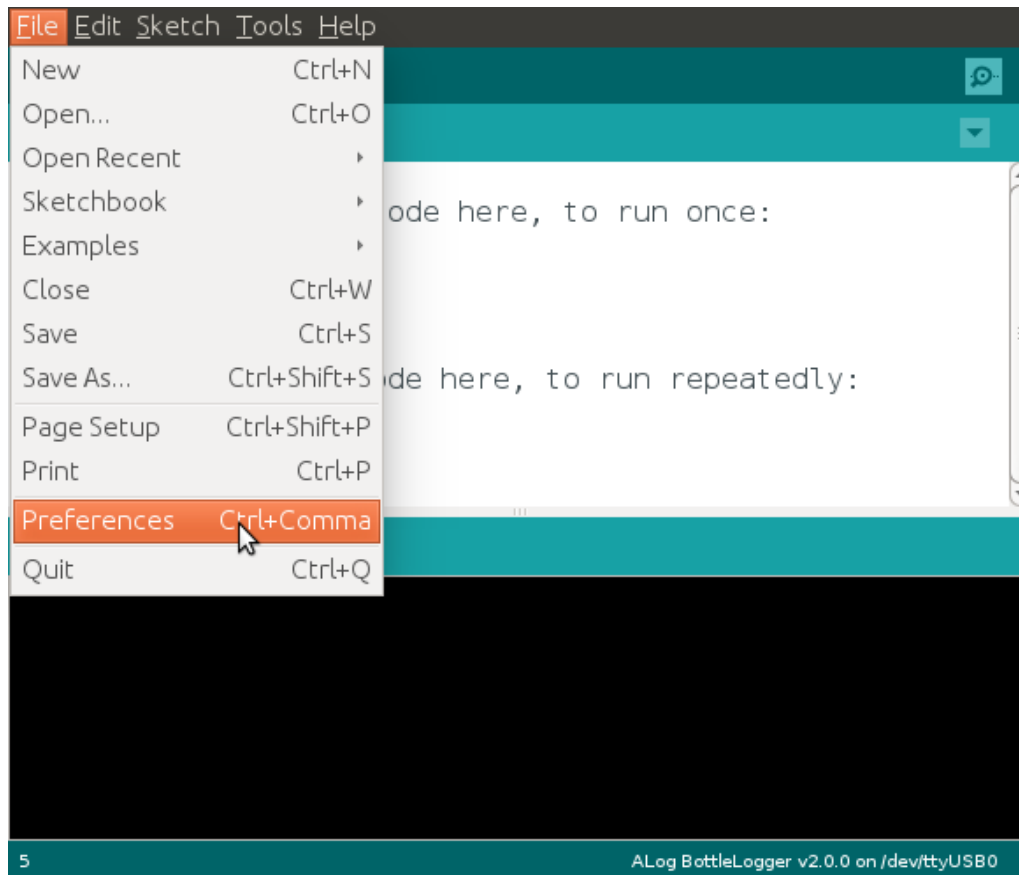 File Edit Sketch Tools Help
New Ctrl+N
Open... Ctrl+O
Open Recent
Sketchbook
ode here, to run once:
Examples
Close Ctrl+W
Save Ctrl+S
Save As... Ctrl+Shift+S
de here, to run repeatedly:
Page Setup Ctrl+Shift+P
Print Ctrl+P
Preferences Ctrl+Comma
Quit Ctrl+Q
5 ALog BottleLogger v2.0.0 on /dev/ttyUSB0